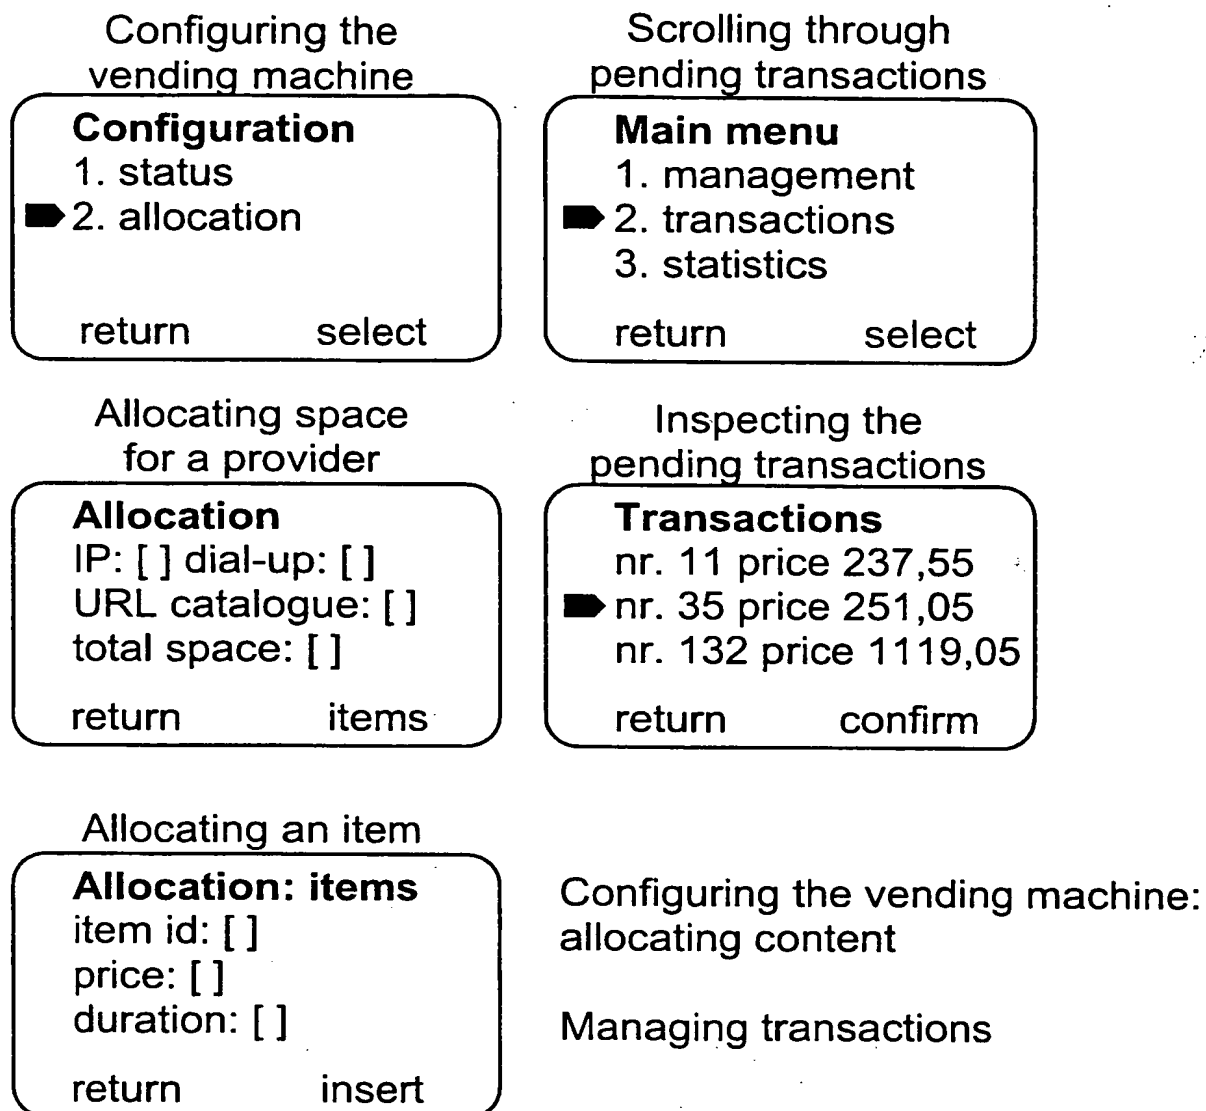 Configuring the
vending machine
Configuration
1. status
2. allocation
return select
Scrolling through
pending transactions
Main menu
1. management
2. transactions
3. statistics
return select
Allocating space
for a provider
Allocation
IP: [ ] dial-up: [ ]
URL catalogue: [ ]
total space: [ ]
return items
Inspecting the
pending transactions
Transactions
nr. 11 price 237,55
nr. 35 price 251,05
nr. 132 price 1119,05
return confirm
Allocating an item
Allocation: items
item id: [ ]
price: [ ]
duration: [ ]
return insert
Configuring the vending machine:
allocating content
Managing transactions